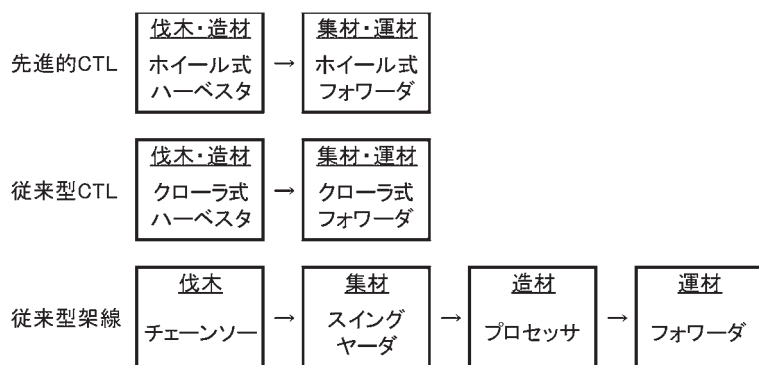 先進的CTL
伐木・造材
ホイール式
ハーベスタ
→
集材・運材
ホイール式
フォワーダ
従来型CTL
伐木・造材
クローラ式
ハーベスタ
→
集材・運材
クローラ式
フォワーダ
従来型架線
伐木
チェーンソー
→
集材
スイング
ヤーダ
→
造材
プロセッサ
→
運材
フォワーダ